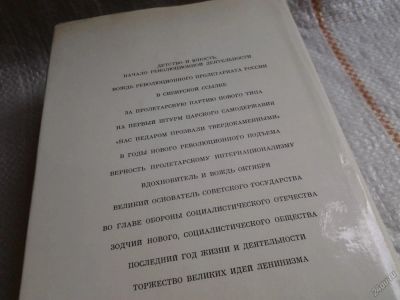 ДЕТСТВО И ЮНОСТЬ.
НАЧАЛО РЕВОЛЮЦИОННОЙ ДЕЯТЕЛЬНОСТИ
ВОЖДЬ РЕВОЛЮЦИОННОГО ПРОЛЕТАРИАТА РОССИИ
В СИБИРСКОЙ ССЫЛКЕ
ЗА ПРОЛЕТАРСКУЮ ПАРТИЮ НОВОГО ТИПА
НА ПЕРВЫЙ ШТУРМ ЦАРСКОГО САМОДЕРЖАВИЯ
«НАС НЕДАРОМ ПРОЗВАЛИ ТВЕРДОКАМЕННЫМИ»
В ГОДЫ НОВОГО РЕВОЛЮЦИОННОГО ПОДЪЕМА
ВЕРНОСТЬ ПРОЛЕТАРСКОМУ ИНТЕРНАЦИОНАЛИЗМУ
ВДОХНОВИТЕЛЬ И ВОЖДЬ ОКТЯБРЯ
ВЕЛИКИЙ ОСНОВАТЕЛЬ СОВЕТСКОГО ГОСУДАРСТВА
ВО ГЛАВЕ ОБОРОНЫ СОЦИАЛИСТИЧЕСКОГО ОТЕЧЕСТВА
ЗОДЧИЙ НОВОГО, СОЦИАЛИСТИЧЕСКОГО ОБЩЕСТВА
ПОСЛЕДНИЙ ГОД ЖИЗНИ И ДЕЯТЕЛЬНОСТИ
ТОРЖЕСТВО ВЕЛИКИХ ИДЕЙ ЛЕНИНИЗМА